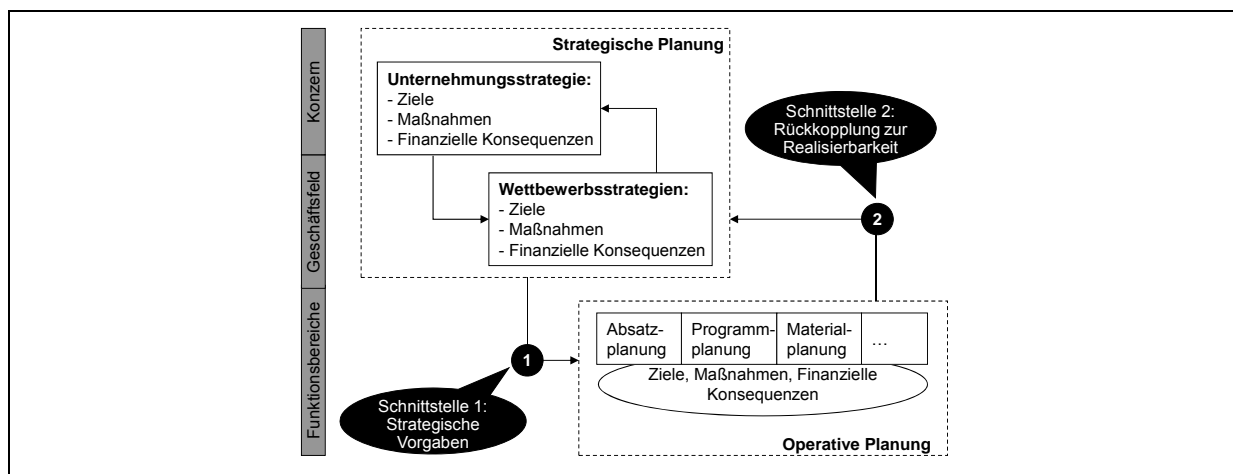 Konzern
Geschäftsfeld
Funktionsbereiche
Strategische Planung
Unternehmungsstrategie:
- Ziele
- Maßnahmen
- Finanzielle Konsequenzen
Wettbewerbsstrategien:
- Ziele
- Maßnahmen
- Finanzielle Konsequenzen
Schnittstelle 2:
Rückkopplung zur
Realisierbarkeit
2
1
Schnittstelle 1:
Strategische
Vorgaben
Absatz-
planung
Programm-
planung
Material-
planung
…
Ziele, Maßnahmen, Finanzielle
Konsequenzen
Operative Planung